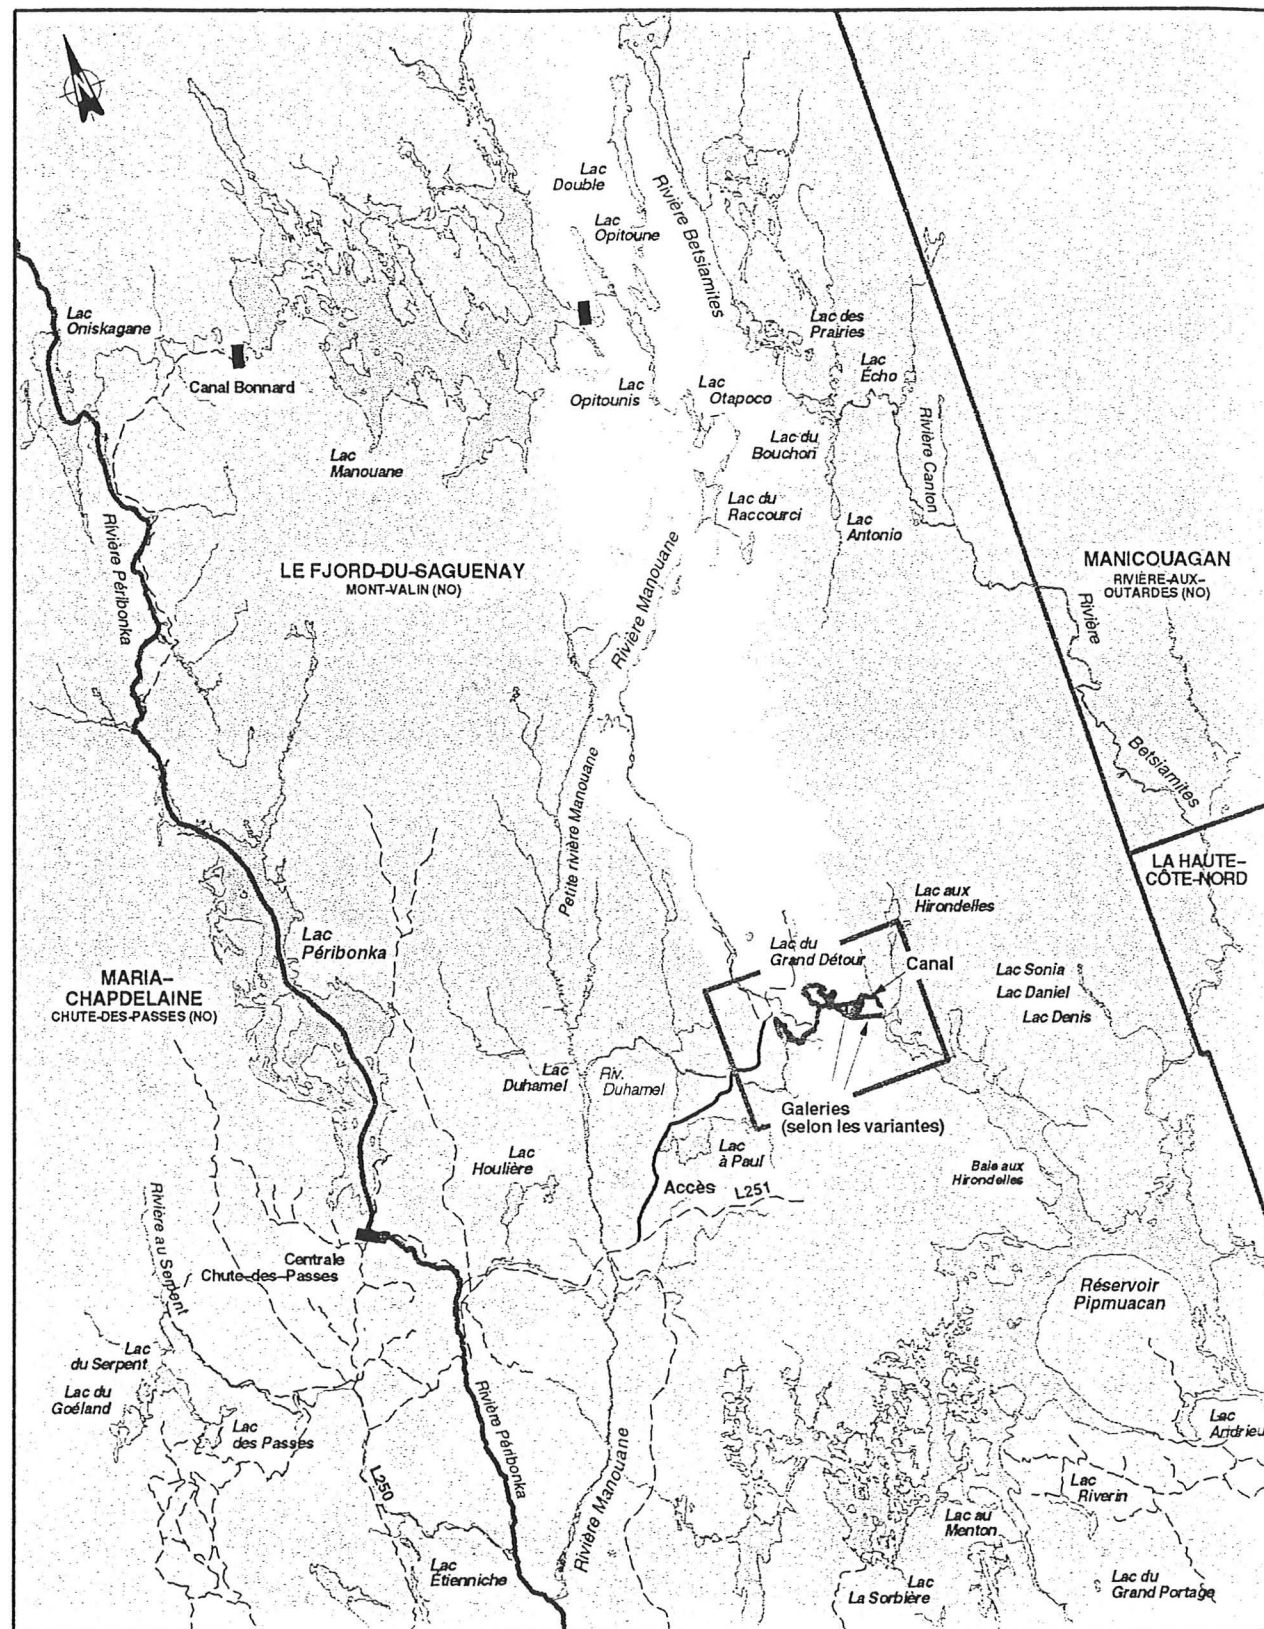 N
Lac
Double
Lac
Opitoune
Rivière Betsiamites
Lac
Oniskagane
Canal Bonnard
Lac des
Prairies
Lac
Écho
Lac
Opitounis
Lac
Otapoco
Lac
Manouane
Lac du
Bouchon
Rivière Canton
Lac du
Raccourci
Lac
Antonio
Rivière Péribonka
LE FJORD-DU-SAGUENAY
MONT-VALIN (NO)
Rivière Manouane
MANICOUAGAN
RIVIÈRE-AUX-
OUTARDES (NO)
Rivière
Betsiamites
Petite rivière Manouane
LA HAUTE-
CÔTE-NORD
Lac aux
Hirondelles
Lac
Péribonka
Lac du
Grand Détour
Canal
MARIA-
CHAPDELAINE
CHUTE-DES-PASSES (NO)
Lac Sonia
Lac Daniel
Lac Denis
Lac
Duhamel
Riv.
Duhamel
Galeries
(selon les variantes)
Lac
à Paul
Lac
Houlière
Accès
L251
Baie aux
Hirondelles
Rivière au Serpent
Centrale
Chute-des-Passes
Réservoir
Pipmuacan
Lac
du Serpent
Lac du
Goéland
Lac
des Passes
Rivière Péribonka
Lac
Andrieu
L250
Rivière Manouane
Lac
Riverin
Lac au
Menton
Lac
Étienniche
Lac
La Sorbière
Lac du
Grand Portage